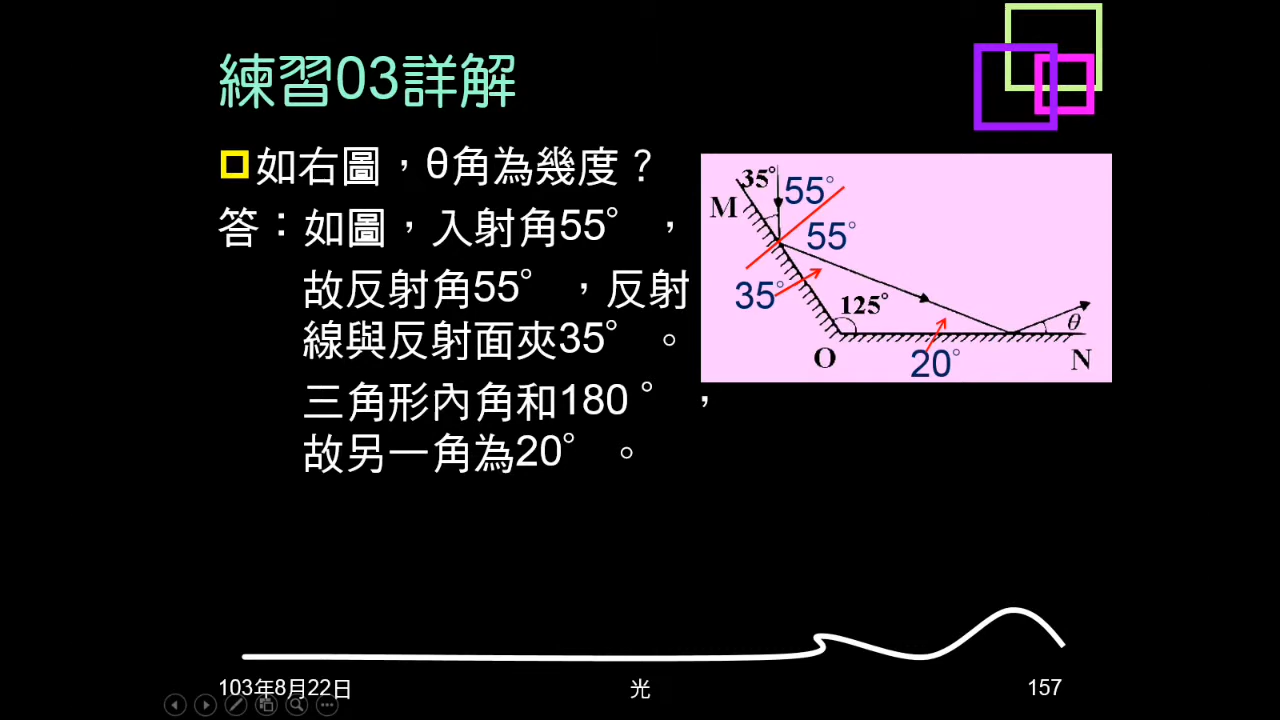 練習03詳解
如右圖，θ角為幾度？
答：如圖，入射角55°，
故反射角55°，反射
線與反射面夾35°。
三角形內角和180°，
故另一角為20°。
35°
55°
M
55°
35°
125°
θ
O
20°
N
103年8月22日
光
157